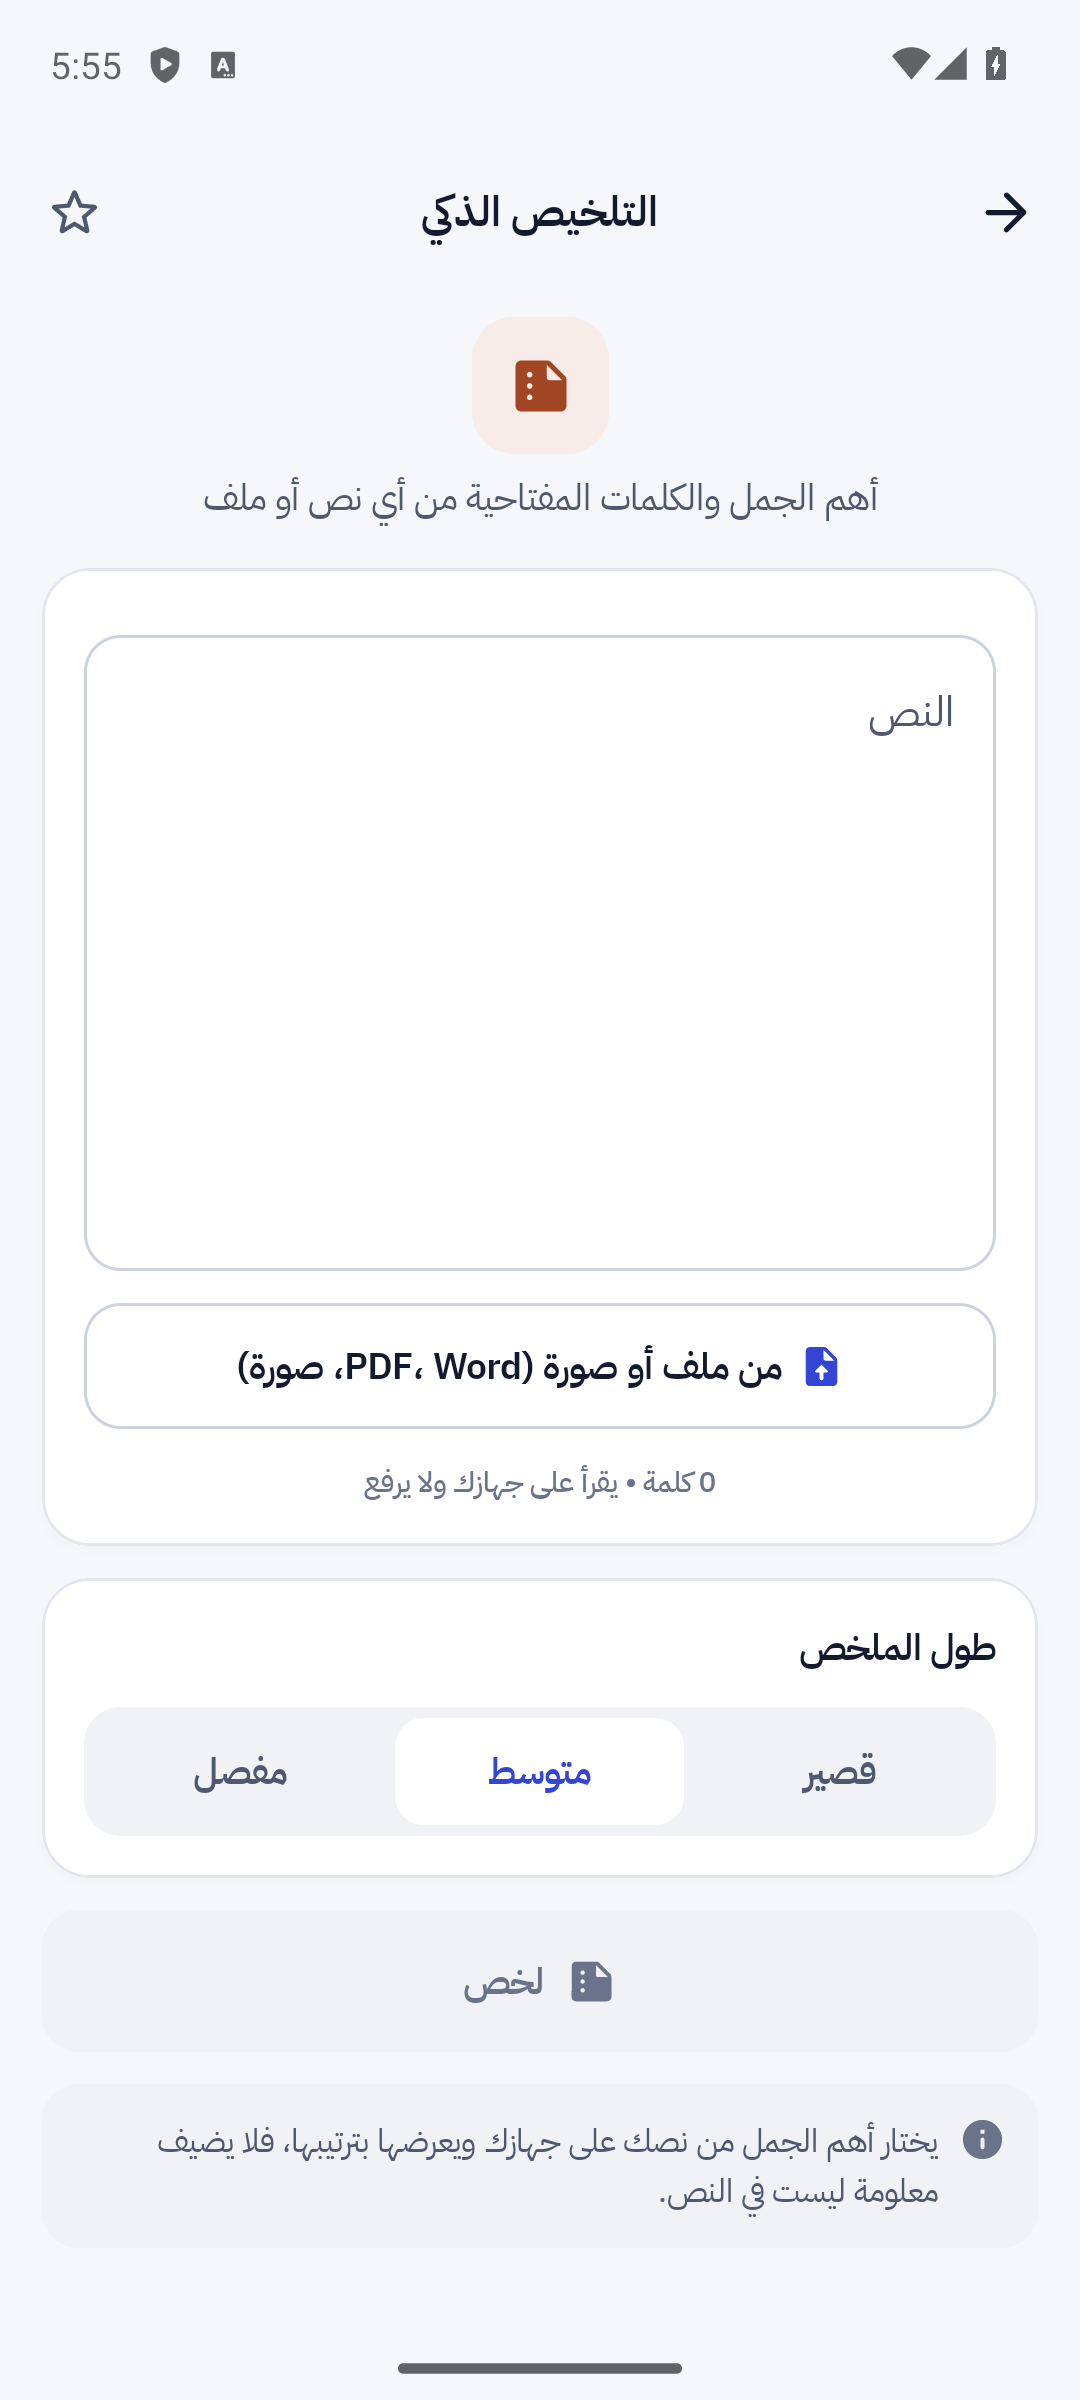 5:55
التلخيص الذكي
أهم الجمل والكلمات المفتاحية من أي نص أو ملف
النص
من ملف أو صورة (PDF، Word، صورة)
0 كلمة • يقرأ على جهازك ولا يرفع
طول الملخص
قصير
متوسط
مفصل
لخص
يختار أهم الجمل من نصك على جهازك ويعرضها بترتيبها، فلا يضيف
معلومة ليست في النص.